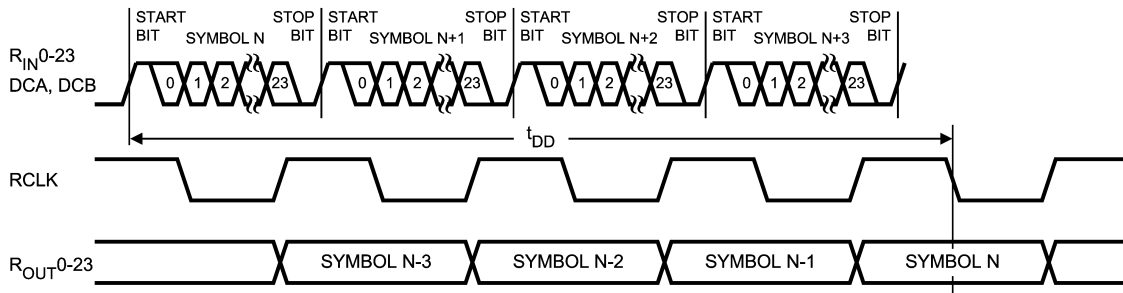 START BIT SYMBOL N STOP BIT
START BIT SYMBOL N+1 STOP BIT
START BIT SYMBOL N+2 STOP BIT
START BIT SYMBOL N+3 STOP BIT
RIN0-23
DCA, DCB
0 1 2 23 0 1 2 23 0 1 2 23 0 1 2 23
tDD
RCLK
ROUT0-23
SYMBOL N-3 SYMBOL N-2 SYMBOL N-1 SYMBOL N